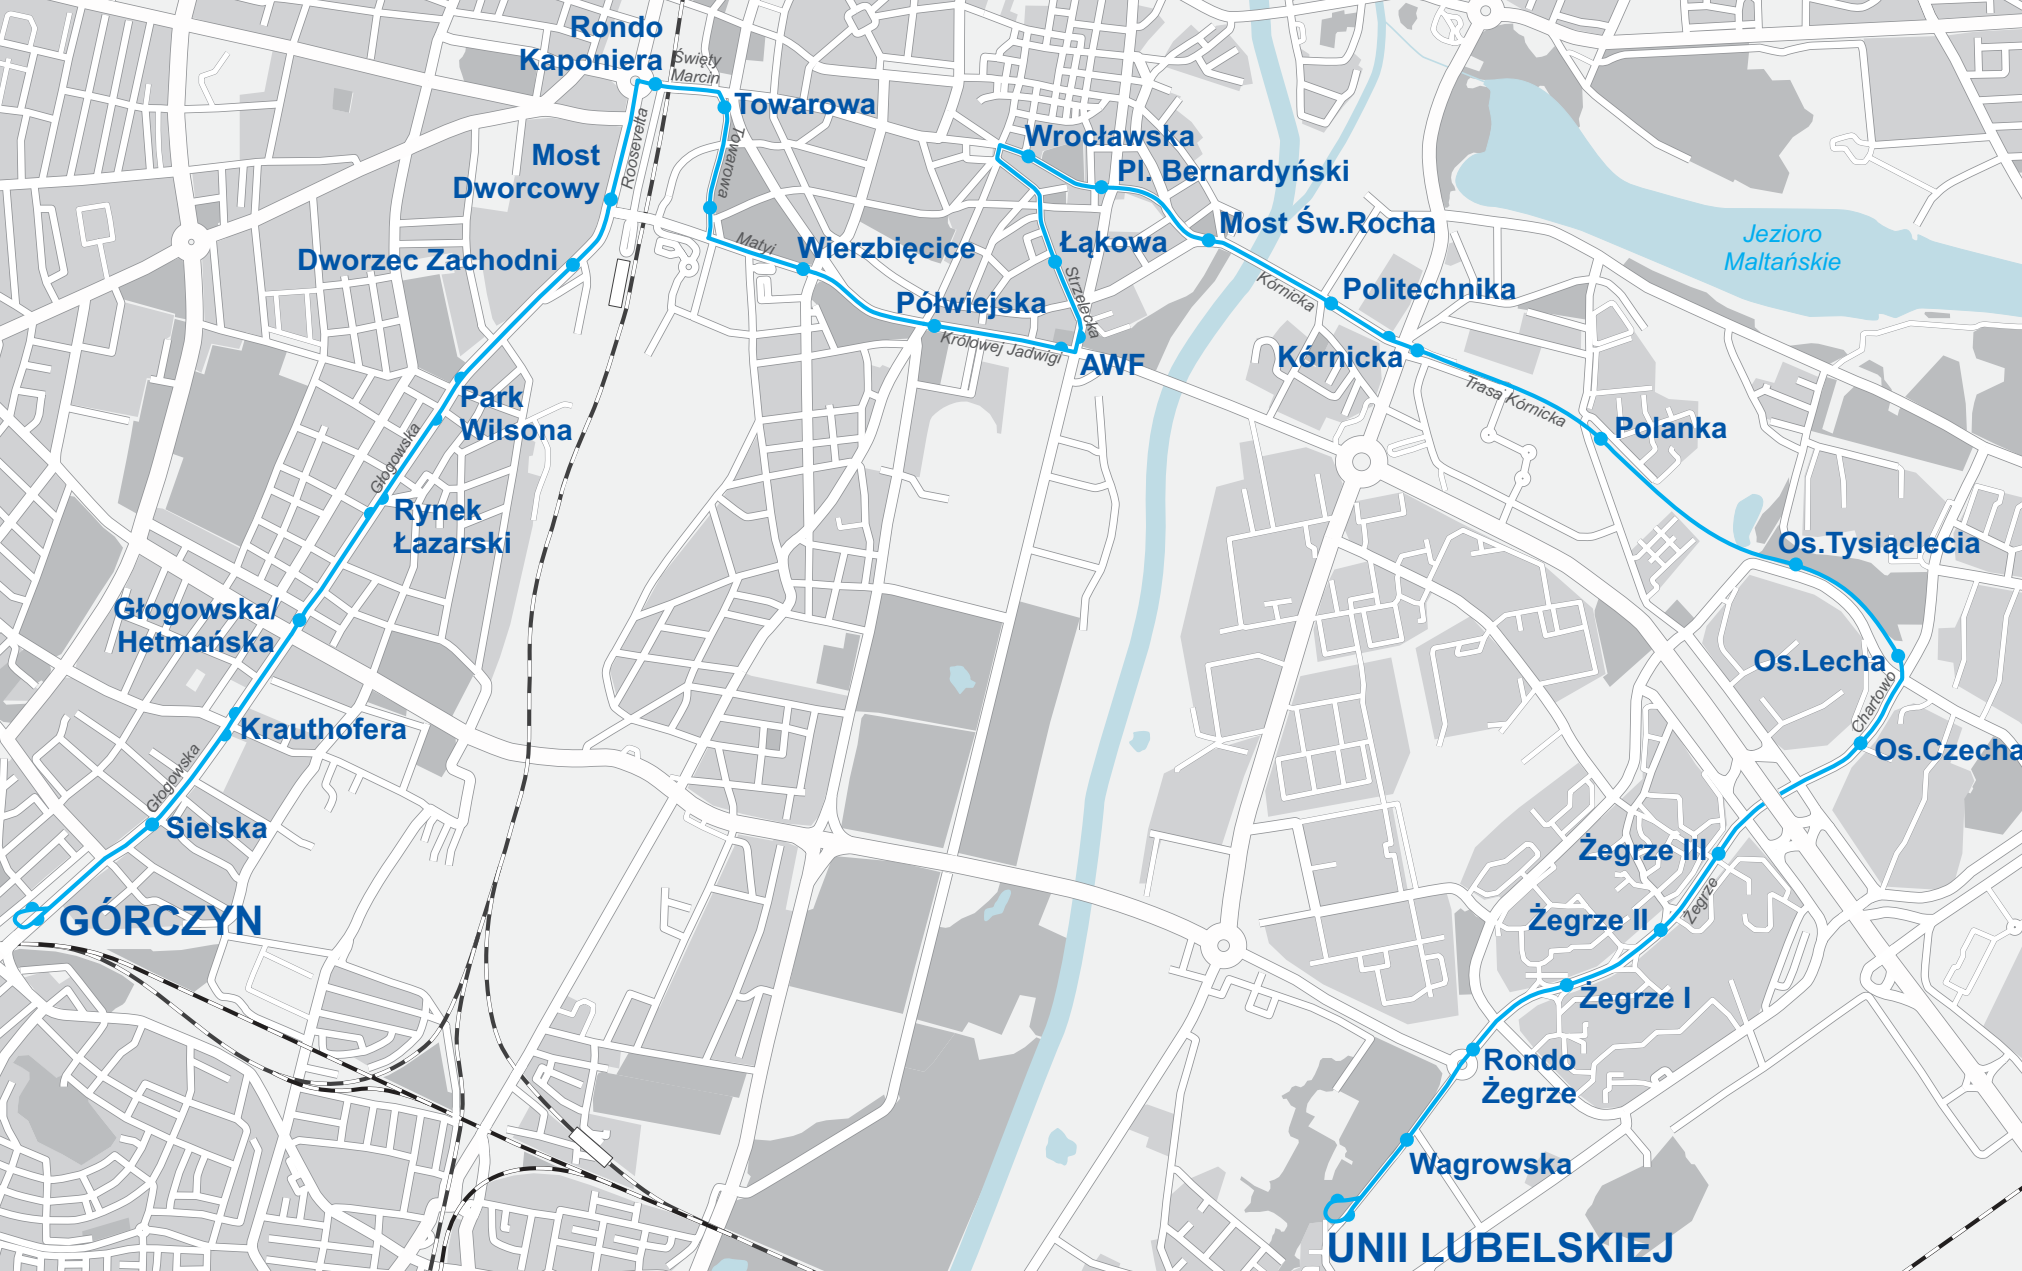 Rondo
Kaponiera
Święty
Marcin
Towarowa
Roosevelta
Towarowa
Most
Dworcowy
Wrocławska
Pl. Bernardyński
Most Św.Rocha
Jezioro
Maltańskie
Dworzec Zachodni
Matyi
Wierzbięcice
Łąkowa
Strzelecka
Kórnicka
Politechnika
Półwiejska
Królowej Jadwigi
AWF
Kórnicka
Trasa Kórnicka
Polanka
Park
Wilsona
Głogowska
Rynek
Łazarski
Os.Tysiąclecia
Głogowska/
Hetmańska
Os.Lecha
Chartowo
Os.Czecha
Krauthofera
Głogowska
Sielska
Żegrze III
Żegrze
Żegrze II
GÓRCZYN
Żegrze I
Rondo
Żegrze
Wagrowska
UNII LUBELSKIEJ